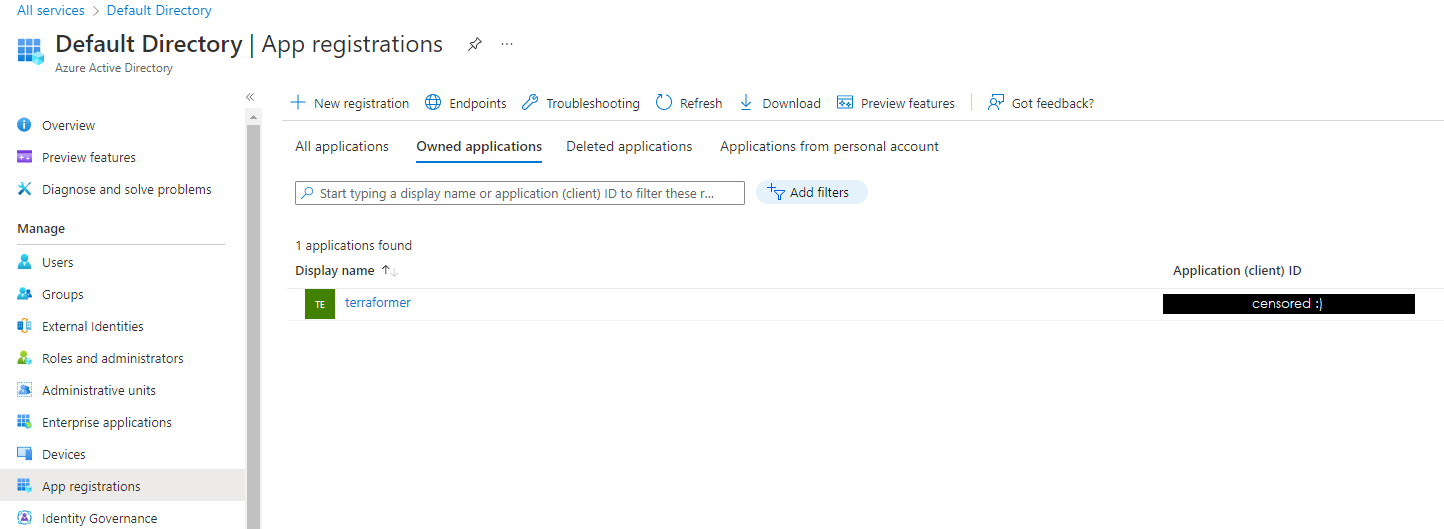 All services > Default Directory
Default Directory | App registrations
Azure Active Directory
Overview
Preview features
Diagnose and solve problems
Manage
Users
Groups
External Identities
Roles and administrators
Administrative units
Enterprise applications
Devices
App registrations
Identity Governance
New registration Endpoints Troubleshooting Refresh Download Preview features Got feedback?
All applications Owned applications Deleted applications Applications from personal account
Start typing a display name or application (client) ID to filter these r... Add filters
1 applications found
Display name Application (client) ID
TE terraformer censored :)